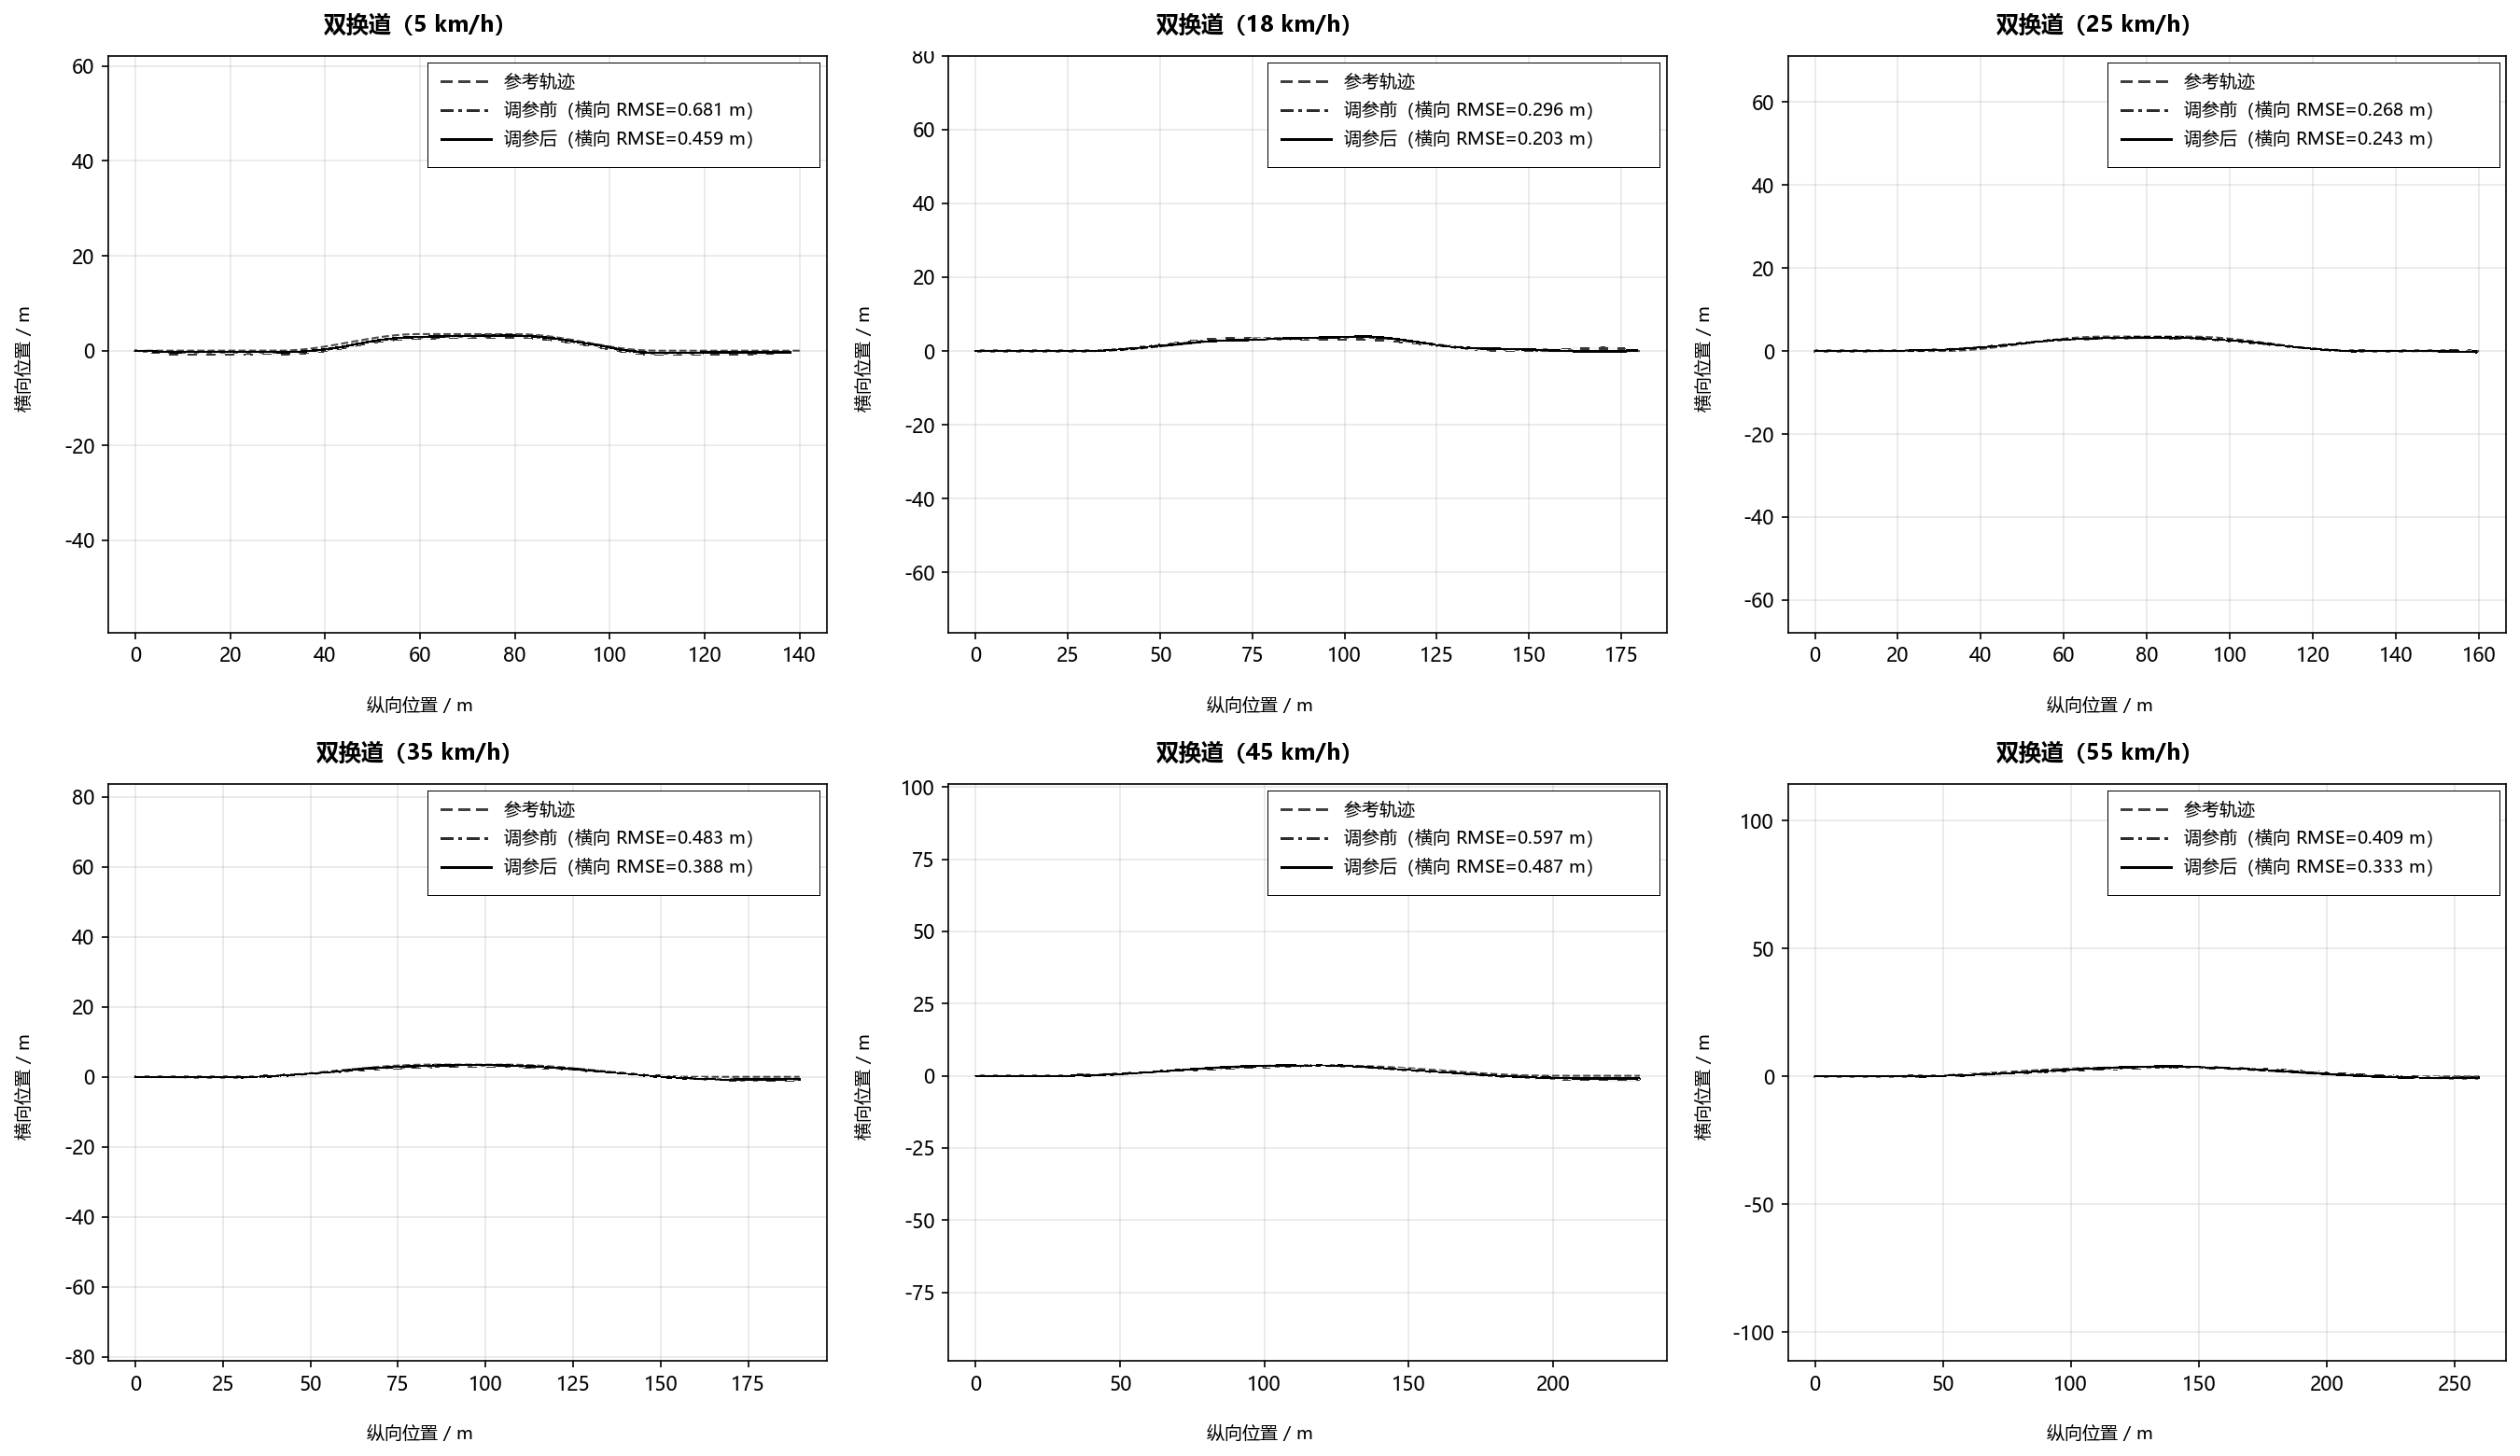 双换道（5 km/h）
60
40
20
0
-20
-40
参考轨迹
调参前（横向 RMSE=0.681 m）
调参后（横向 RMSE=0.459 m）
横向位置 / m
0 20 40 60 80 100 120 140
纵向位置 / m
双换道（18 km/h）
80
60
40
20
0
-20
-40
-60
参考轨迹
调参前（横向 RMSE=0.296 m）
调参后（横向 RMSE=0.203 m）
横向位置 / m
0 25 50 75 100 125 150 175
纵向位置 / m
双换道（25 km/h）
60
40
20
0
-20
-40
-60
参考轨迹
调参前（横向 RMSE=0.268 m）
调参后（横向 RMSE=0.243 m）
横向位置 / m
0 20 40 60 80 100 120 140 160
纵向位置 / m
双换道（35 km/h）
80
60
40
20
0
-20
-40
-60
-80
参考轨迹
调参前（横向 RMSE=0.483 m）
调参后（横向 RMSE=0.388 m）
横向位置 / m
0 25 50 75 100 125 150 175
纵向位置 / m
双换道（45 km/h）
100
75
50
25
0
-25
-50
-75
参考轨迹
调参前（横向 RMSE=0.597 m）
调参后（横向 RMSE=0.487 m）
横向位置 / m
0 50 100 150 200
纵向位置 / m
双换道（55 km/h）
100
50
0
-50
-100
参考轨迹
调参前（横向 RMSE=0.409 m）
调参后（横向 RMSE=0.333 m）
横向位置 / m
0 50 100 150 200 250
纵向位置 / m